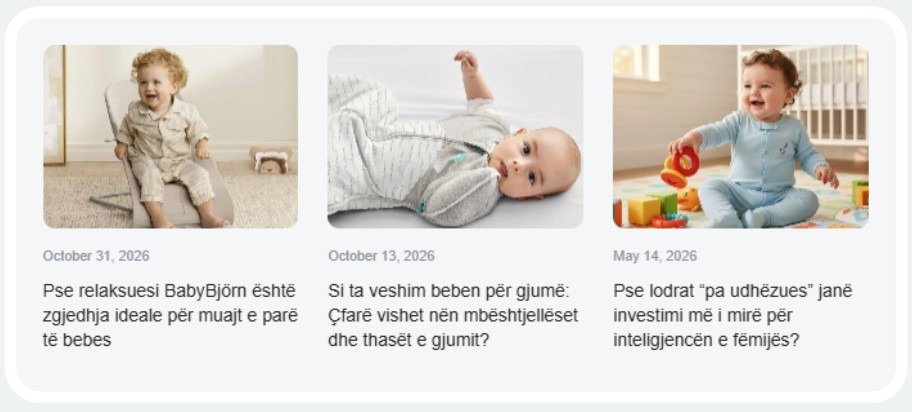 October 31, 2026
Pse relaksuesi BabyBjörn është
zgjedhja ideale për muajt e parë
të bebes
October 13, 2026
Si ta veshim beben për gjumë:
Çfarë vishet nën mbështjellëset
dhe thasët e gjumit?
May 14, 2026
Pse lodrat “pa udhëzues” janë
investimi më i mirë për
inteligjencën e fëmijës?